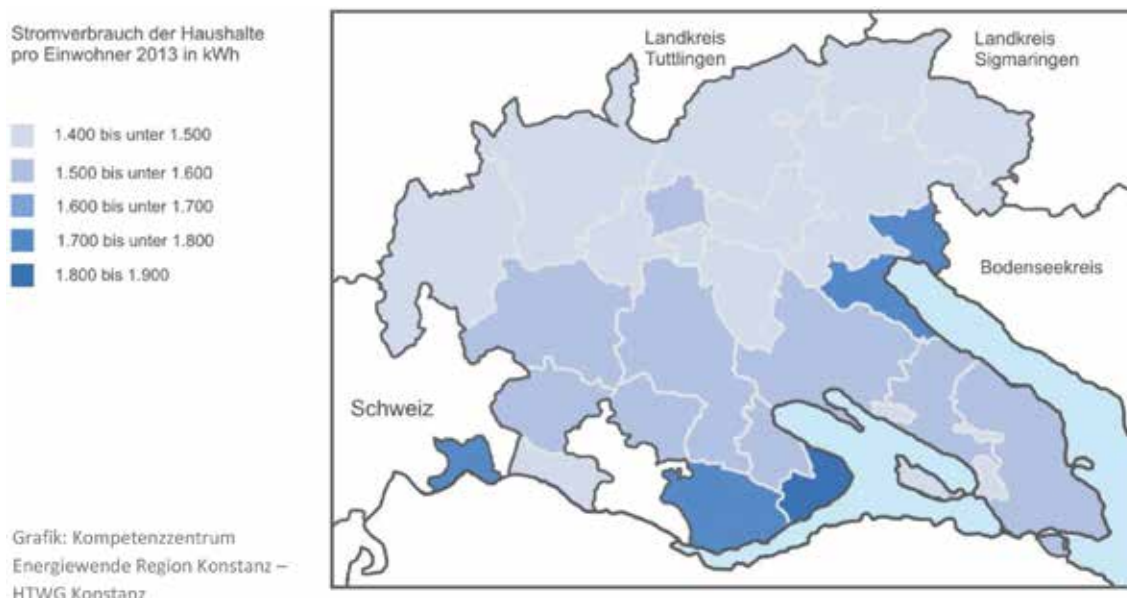 Stromverbrauch der Haushalte
pro Einwohner 2013 in kWh
1.400 bis unter 1.500
1.500 bis unter 1.600
1.600 bis unter 1.700
1.700 bis unter 1.800
1.800 bis 1.900
Landkreis
Tuttlingen
Landkreis
Sigmaringen
Bodenseekreis
Schweiz
Grafik: Kompetenzzentrum
Energiewende Region Konstanz –
HTWG Konstanz